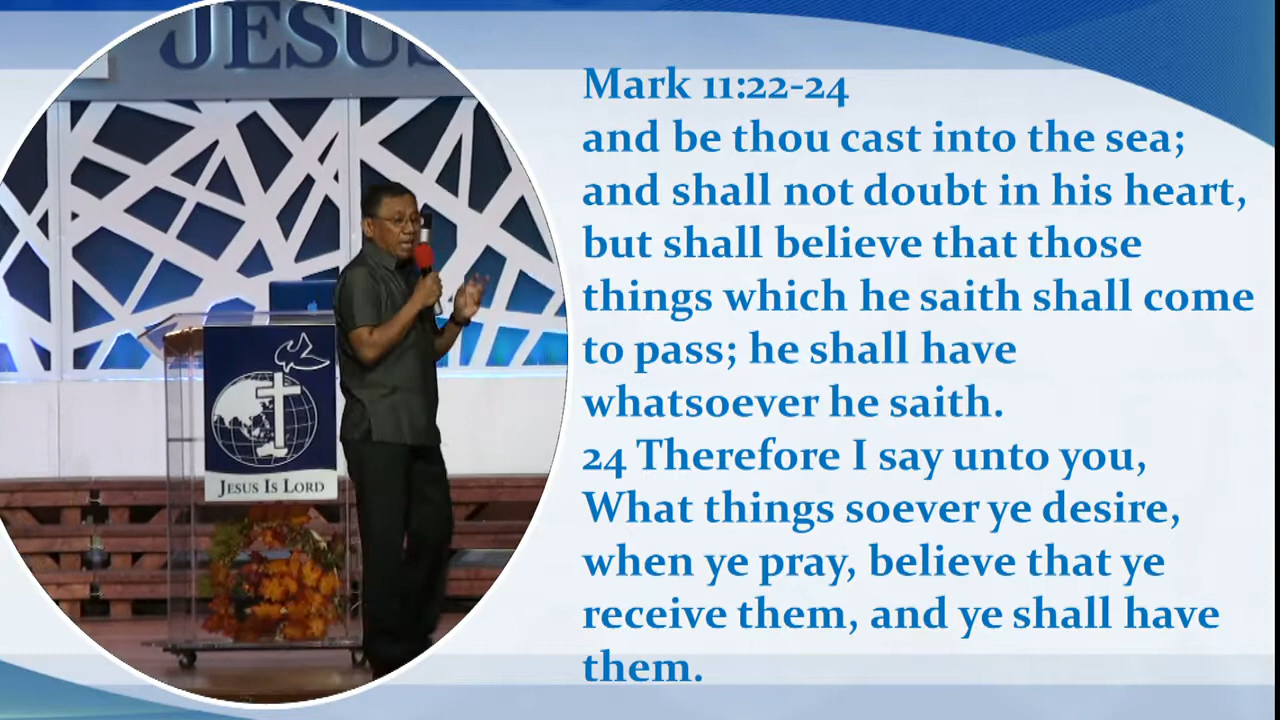 JESUS
JESUS IS LORD
Mark 11:22-24
and be thou cast into the sea;
and shall not doubt in his heart,
but shall believe that those
things which he saith shall come
to pass; he shall have
whatsoever he saith.
24 Therefore I say unto you,
What things soever ye desire,
when ye pray, believe that ye
receive them, and ye shall have
them.